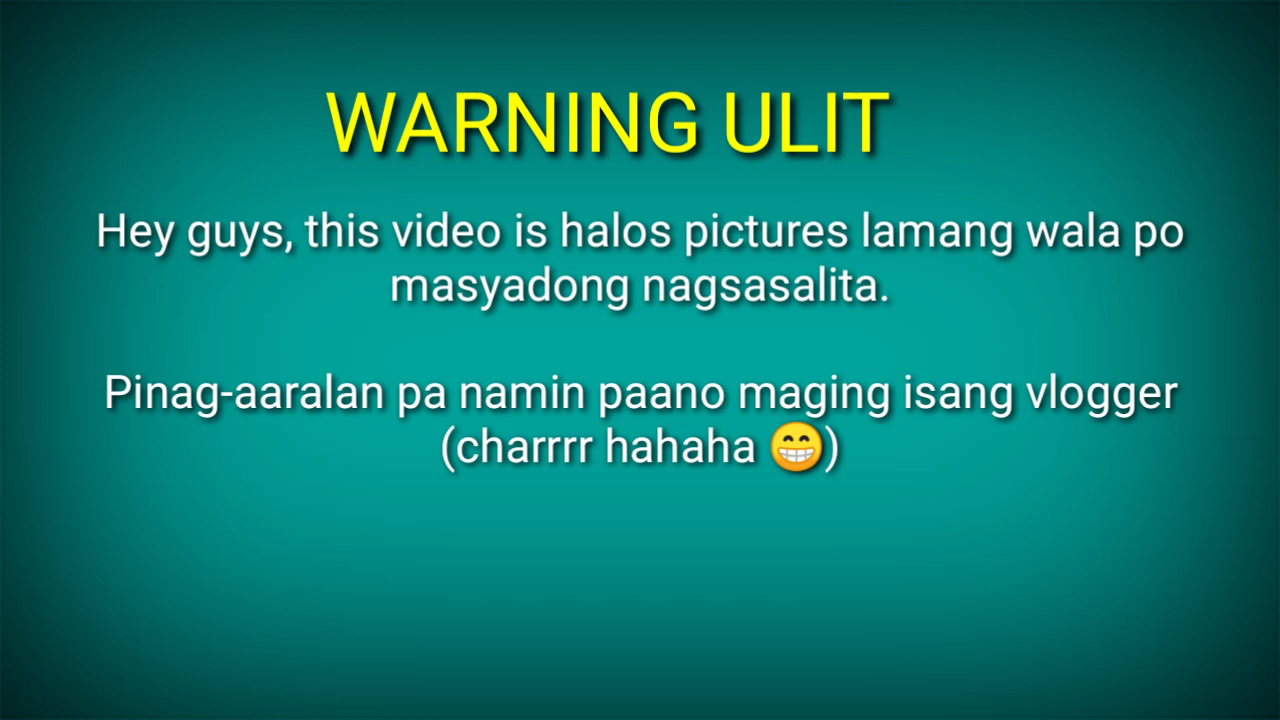 WARNING ULIT
Hey guys, this video is halos pictures lamang wala po
masyadong nagsasalita.
Pinag-aaralan pa namin paano maging isang vlogger
(charrrr hahaha 😁)